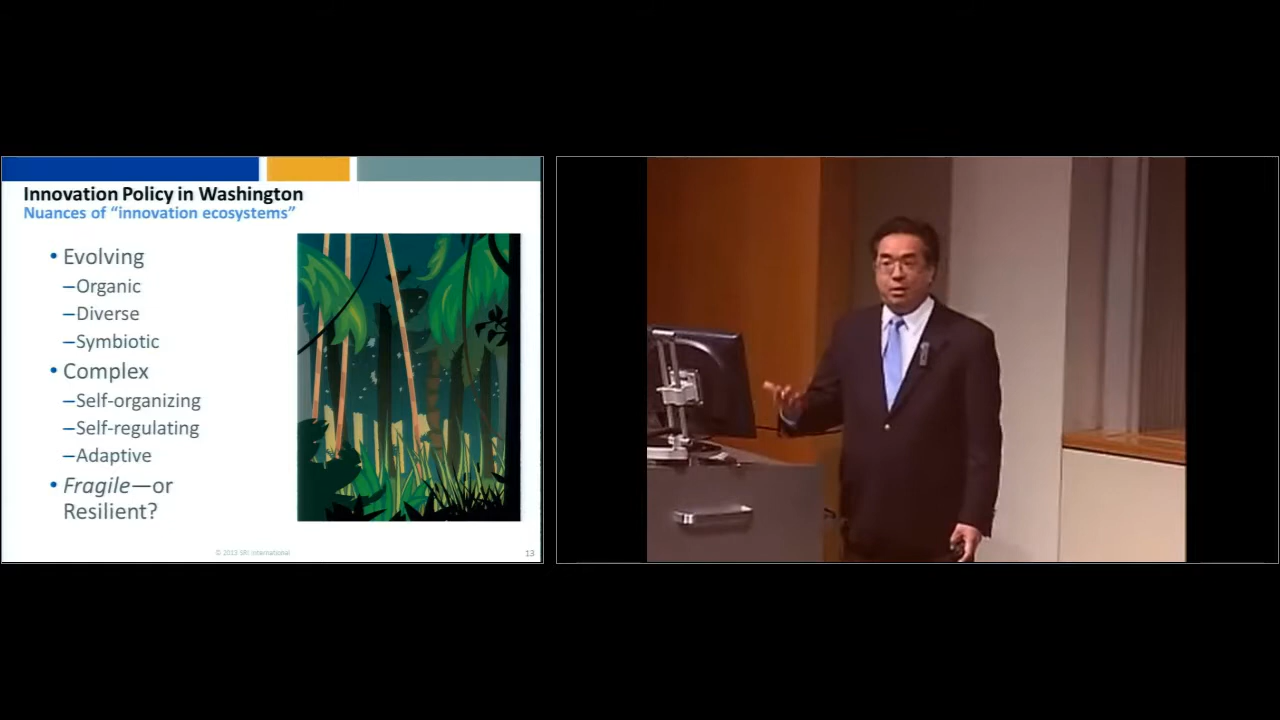 Innovation Policy in Washington
Nuances of “innovation ecosystems”
• Evolving
–Organic
–Diverse
–Symbiotic
• Complex
–Self-organizing
–Self-regulating
–Adaptive
• Fragile—or
Resilient?
© 2013 SRI International
13